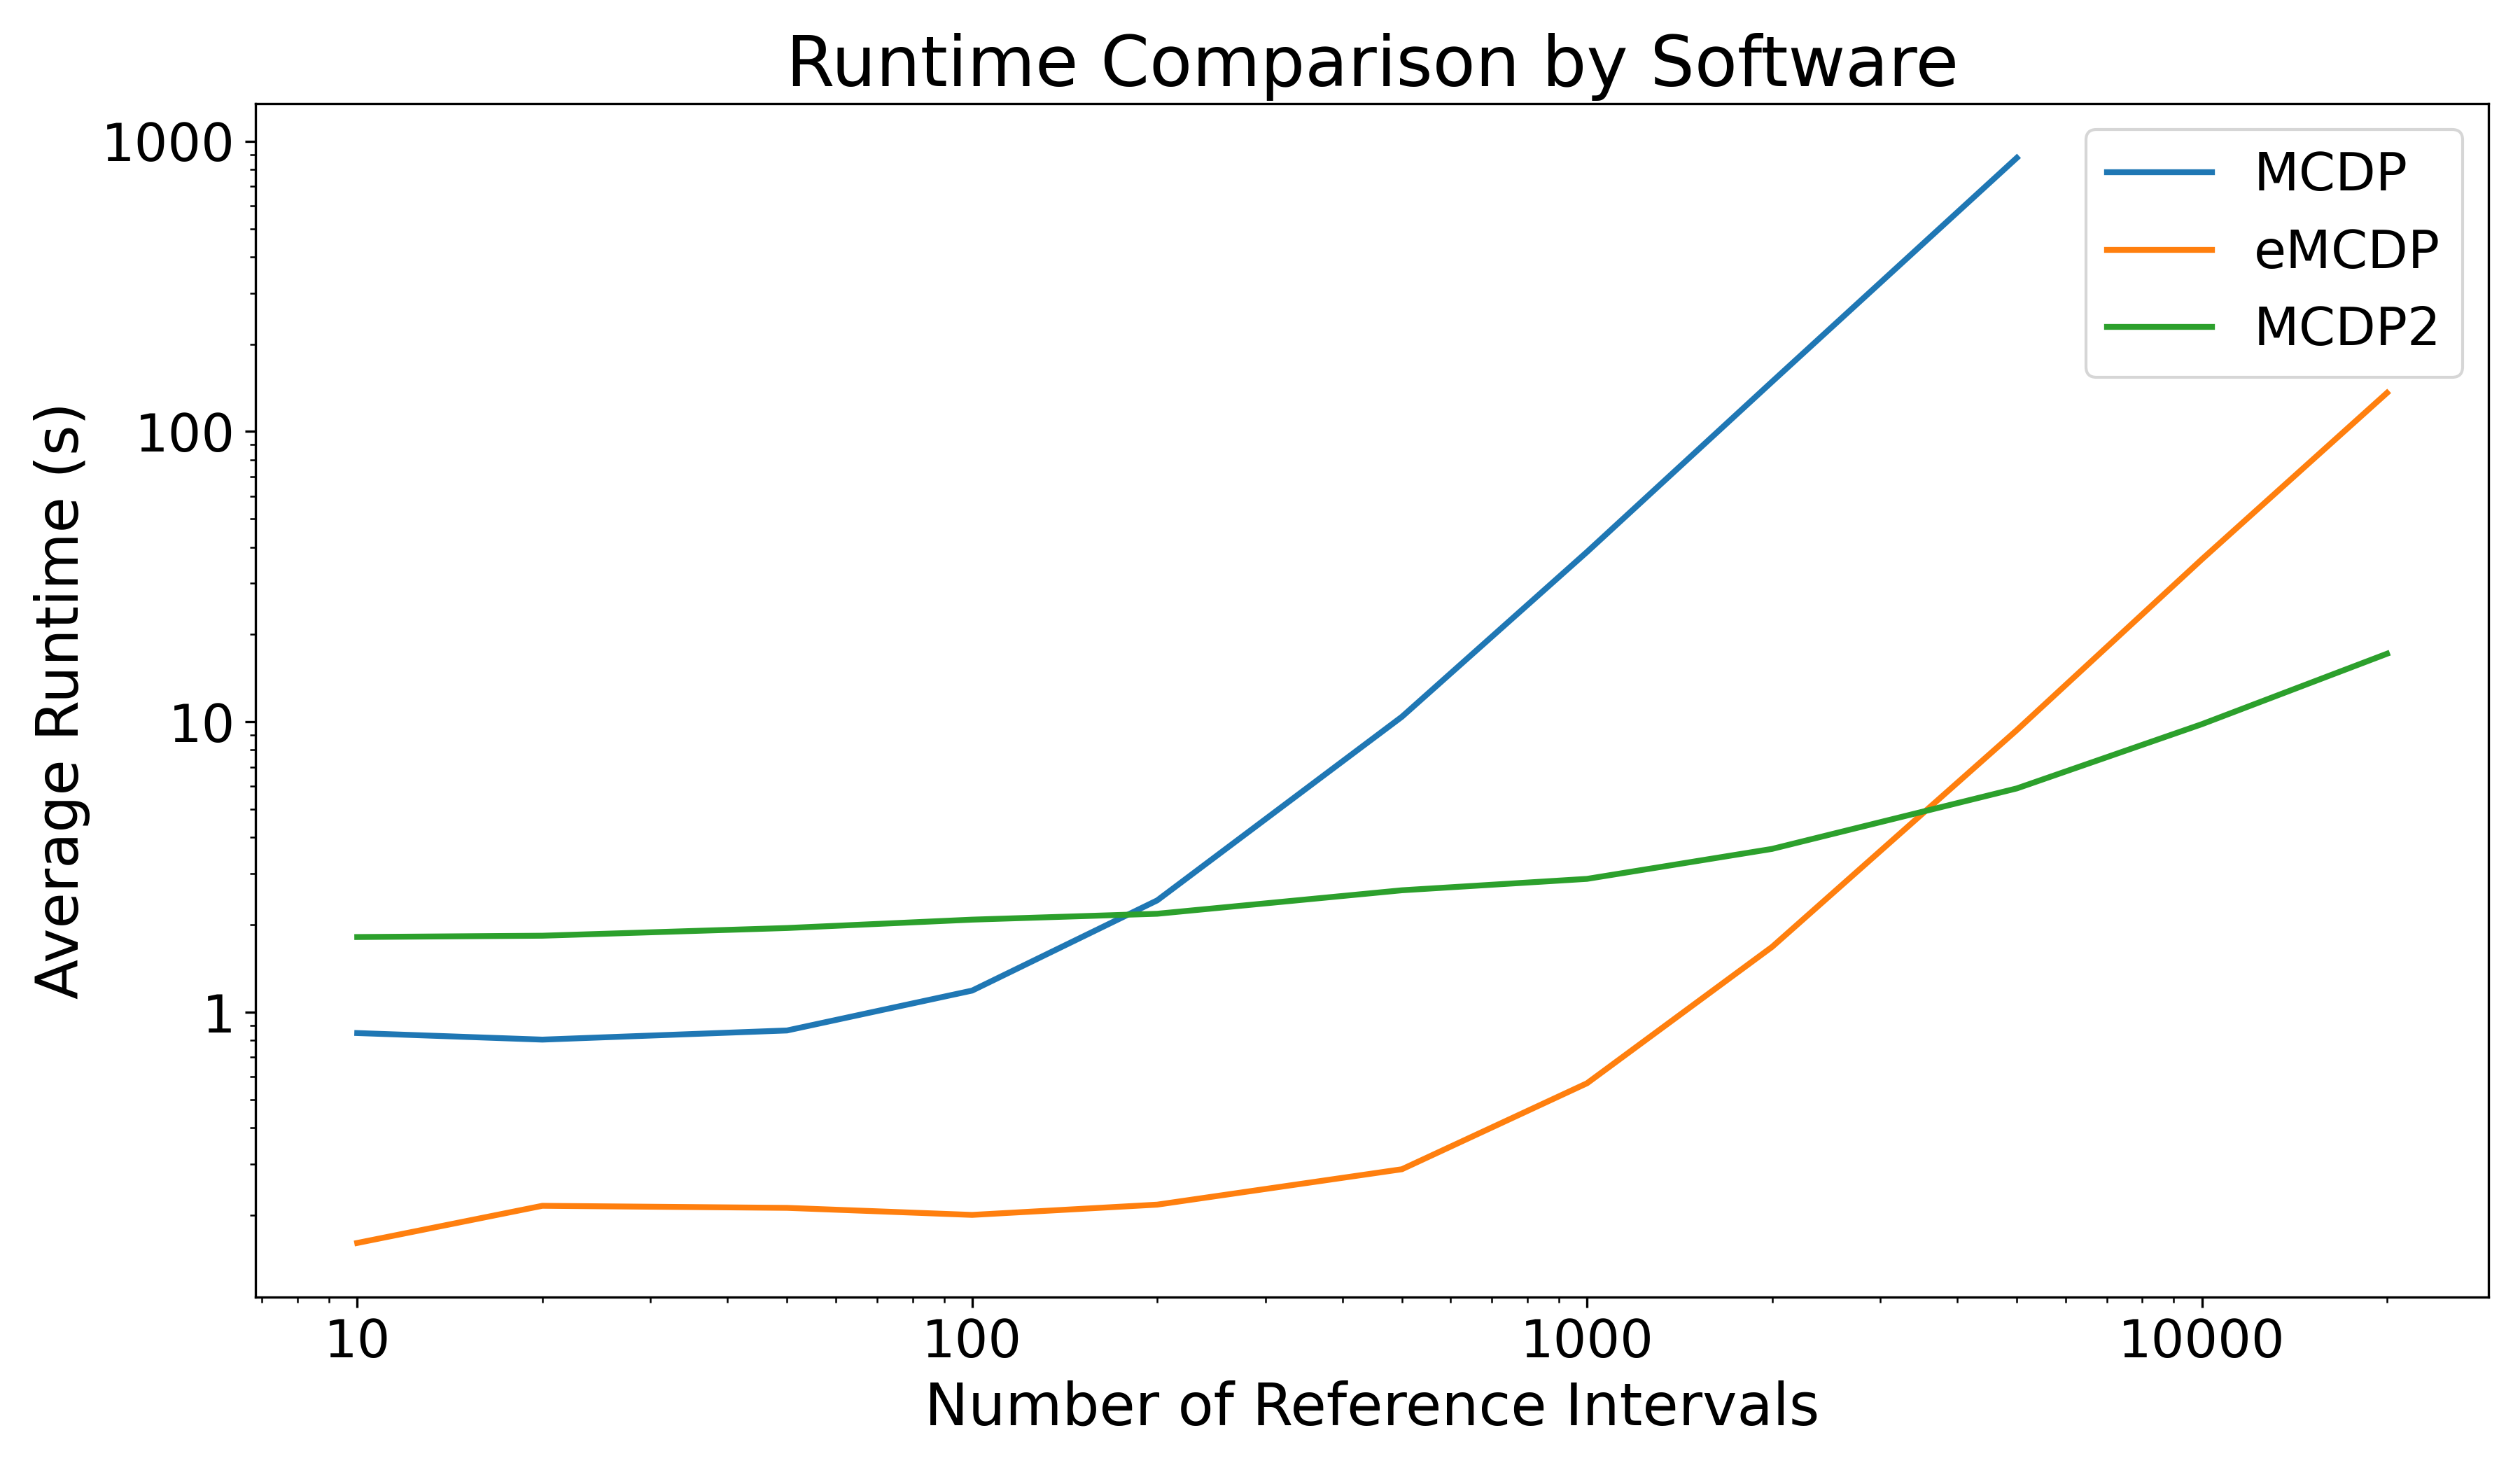 Runtime Comparison by Software
1000
100
10
1
Average Runtime (s)
MCDP
eMCDP
MCDP2
10 100 1000 10000
Number of Reference Intervals